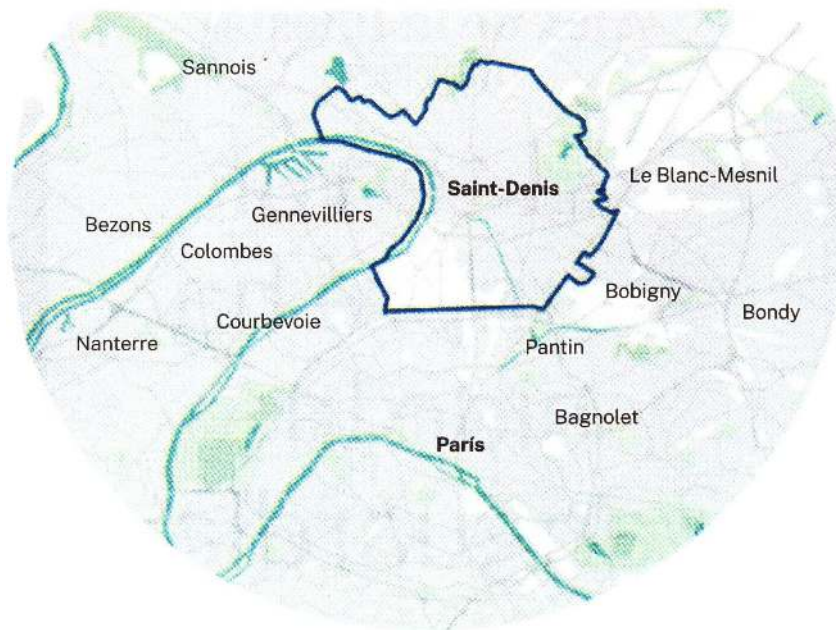 Sannois
Le Blanc-Mesnil
Saint-Denis
Gennevilliers
Bezons
Colombes
Bobigny
Bondy
Courbevoie
Nanterre
Pantin
Bagnolet
París